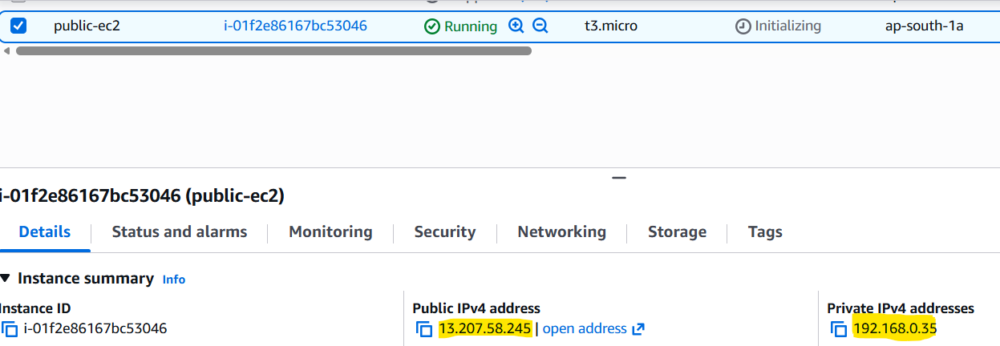 public-ec2 i-01f2e86167bc53046 Running t3.micro Initializing ap-south-1a
i-01f2e86167bc53046 (public-ec2)
Details Status and alarms Monitoring Security Networking Storage Tags
Instance summary Info
Instance ID Public IPv4 address Private IPv4 addresses
i-01f2e86167bc53046 13.207.58.245 | open address 192.168.0.35